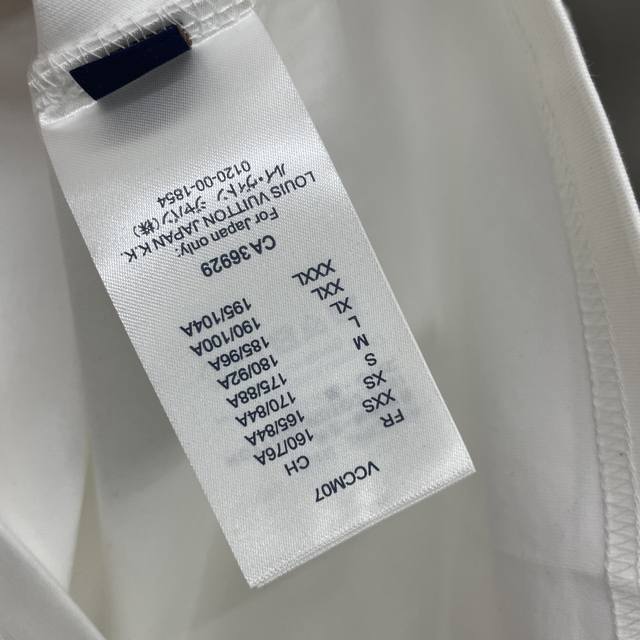 VCCM07
FR CH
XXS 160/76A
XS 165/84A
S 170/84A
M 175/88A
L 180/92A
XL 185/96A
XXL 190/100A
XXXL 195/104A
CA 36929
For Japan only:
LOUIS VUITTON JAPAN K.K.
ルイ・ヴィトン ジャパン(株)
0120-00-1854